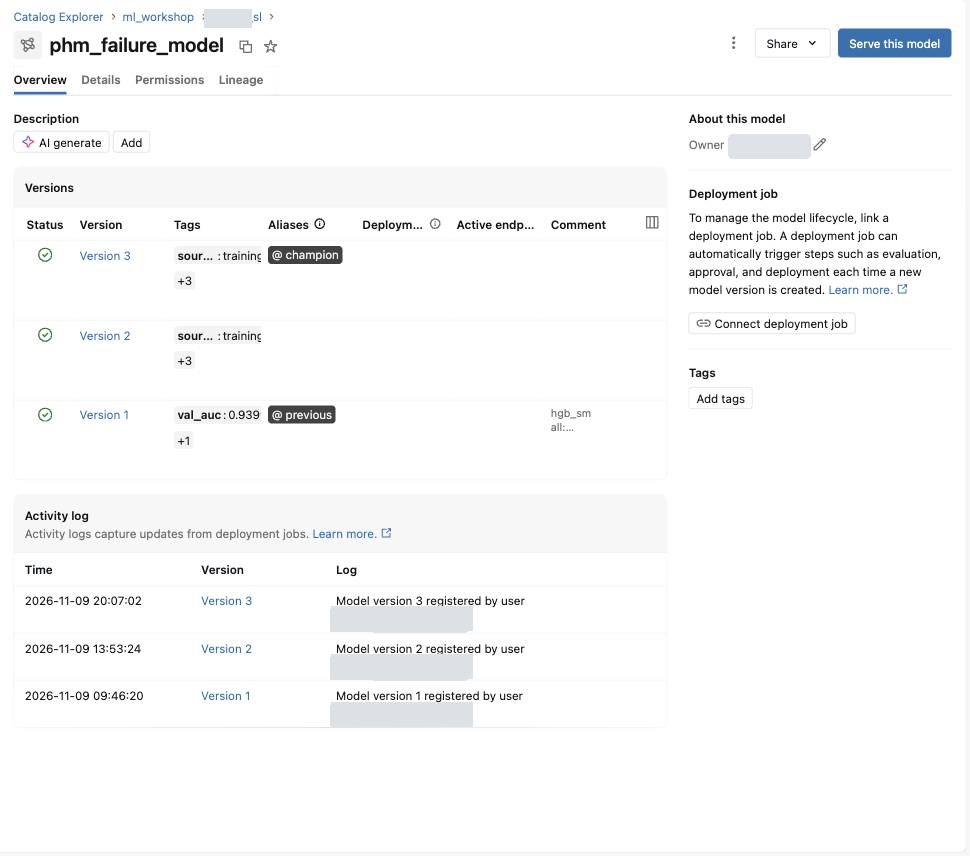 Catalog Explorer > ml_workshop > _sl >
phm_failure_model
Share
Serve this model
Overview Details Permissions Lineage
Description
AI generate Add
Versions
Status Version Tags Aliases Deploym... Active endp... Comment
Version 3 sour... : training @ champion
+3
Version 2 sour... : training
+3
Version 1 val_auc : 0.939 @ previous hgb_sm
all:...
+1
Activity log
Activity logs capture updates from deployment jobs. Learn more.
Time Version Log
2026-11-09 20:07:02 Version 3 Model version 3 registered by user
2026-11-09 13:53:24 Version 2 Model version 2 registered by user
2026-11-09 09:46:20 Version 1 Model version 1 registered by user
About this model
Owner
Deployment job
To manage the model lifecycle, link a
deployment job. A deployment job can
automatically trigger steps such as evaluation,
approval, and deployment each time a new
model version is created. Learn more.
Connect deployment job
Tags
Add tags